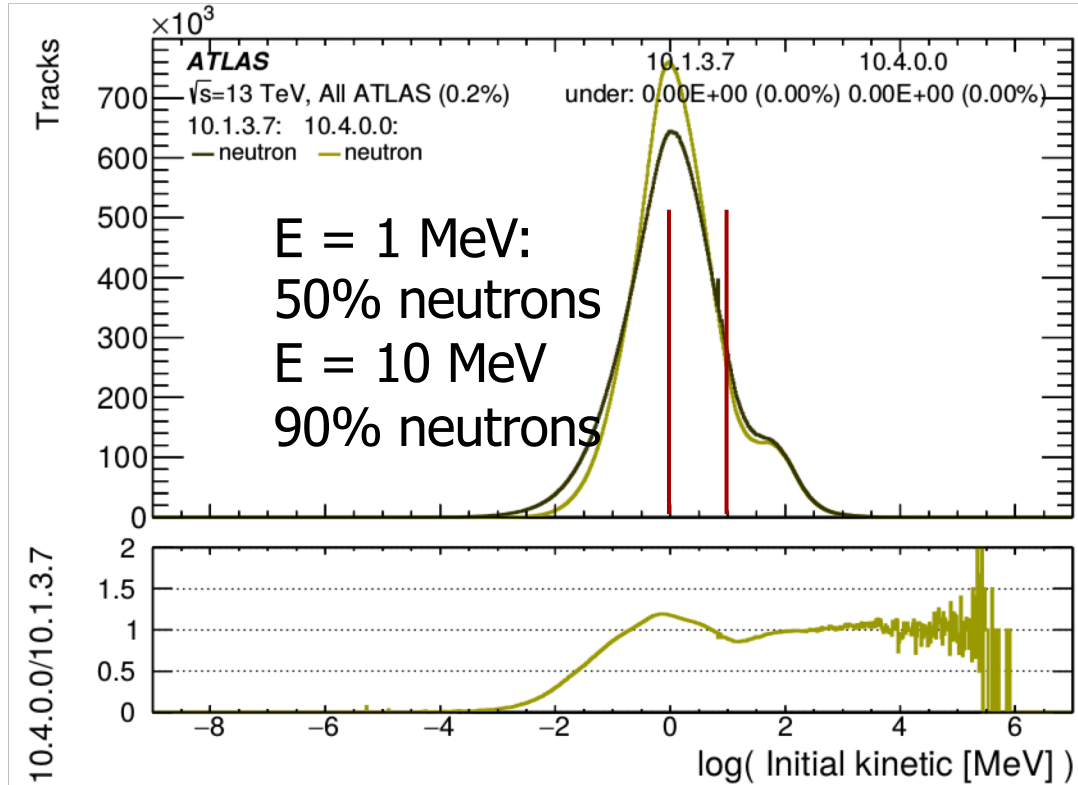 ×10³
Tracks
ATLAS
10.1.3.7 10.4.0.0
√s=13 TeV, All ATLAS (0.2%)
under: 0.00E+00 (0.00%) 0.00E+00 (0.00%)
10.1.3.7: 10.4.0.0:
neutron neutron
700
600
500
400
300
200
100
0
E = 1 MeV:
50% neutrons
E = 10 MeV
90% neutrons
10.4.0.0/10.1.3.7
2
1.5
1
0.5
0
−8 −6 −4 −2 0 2 4 6
log( Initial kinetic [MeV] )